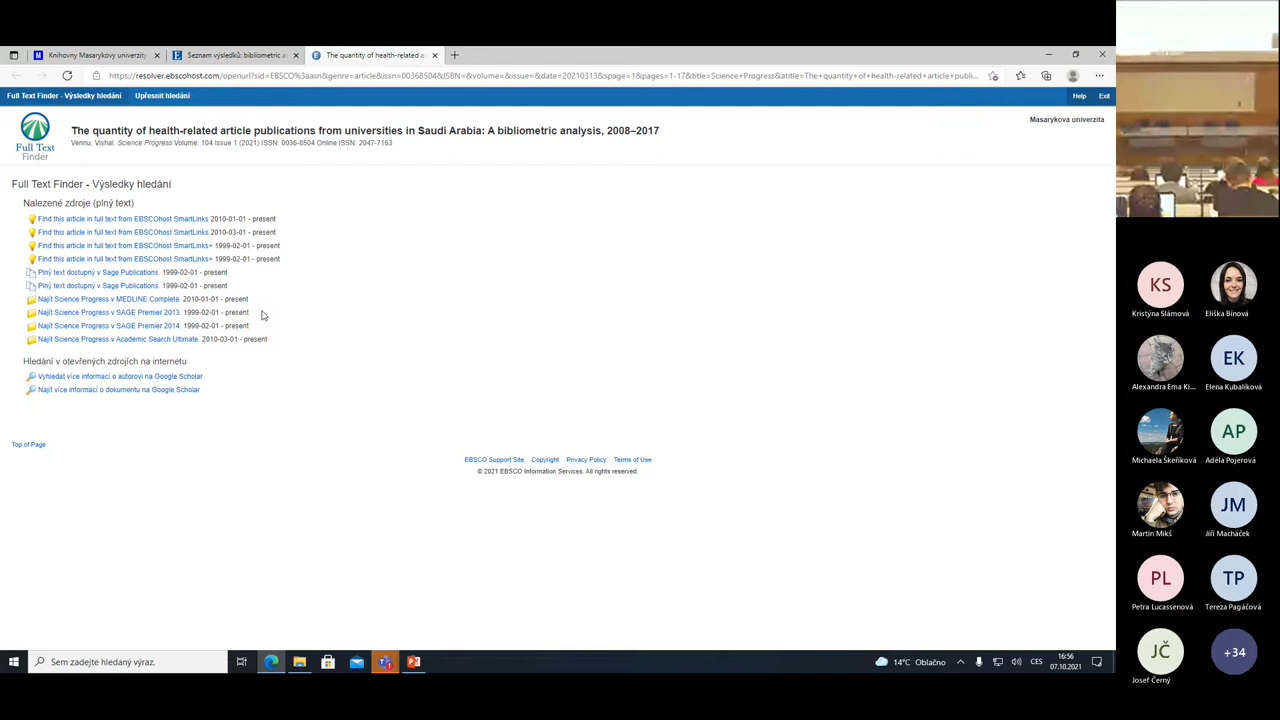 Knihovny Masarykovy univerzity
Seznam výsledků: bibliometric a
The quantity of health-related a
https://resolver.ebscohost.com/openurl?sid=EBSCO%3aasn&genre=article&issn=00368504&ISBN=&volume=&issue=&date=20210313&spage=1&pages=1-17&title=Science+Progress&atitle=The+quantity+of+health-related+article+publi...
Full Text Finder - Výsledky hledání Upřesnit hledání Help Exit
Full Text
Finder
The quantity of health-related article publications from universities in Saudi Arabia: A bibliometric analysis, 2008–2017
Vennu, Vishal. Science Progress Volume: 104 Issue 1 (2021) ISSN: 0036-8504 Online ISSN: 2047-7163
Masarykova univerzita
Full Text Finder - Výsledky hledání
Nalezené zdroje (plný text)
Find this article in full text from EBSCOhost SmartLinks 2010-01-01 - present
Find this article in full text from EBSCOhost SmartLinks 2010-03-01 - present
Find this article in full text from EBSCOhost SmartLinks+ 1999-02-01 - present
Find this article in full text from EBSCOhost SmartLinks+ 1999-02-01 - present
Plný text dostupný v Sage Publications. 1999-02-01 - present
Plný text dostupný v Sage Publications. 1999-02-01 - present
Najít Science Progress v MEDLINE Complete. 2010-01-01 - present
Najít Science Progress v SAGE Premier 2013. 1999-02-01 - present
Najít Science Progress v SAGE Premier 2014. 1999-02-01 - present
Najít Science Progress v Academic Search Ultimate. 2010-03-01 - present
Hledání v otevřených zdrojích na internetu
Vyhledat více informací o autorovi na Google Scholar
Najít více informací o dokumentu na Google Scholar
Top of Page
EBSCO Support Site Copyright Privacy Policy Terms of Use
© 2021 EBSCO Information Services. All rights reserved.
Sem zadejte hledaný výraz.
14°C Oblačno
CES
16:56
07.10.2021
KS
Kristýna Slámová
Eliška Bínová
Alexandra Ema Ki...
EK
Elena Kubalíková
Michaela Škeříková
AP
Adéla Pojerová
Martin Mikš
JM
Jiří Macháček
PL
Petra Lucassenová
TP
Tereza Pagáčová
JČ
Josef Černý
+34